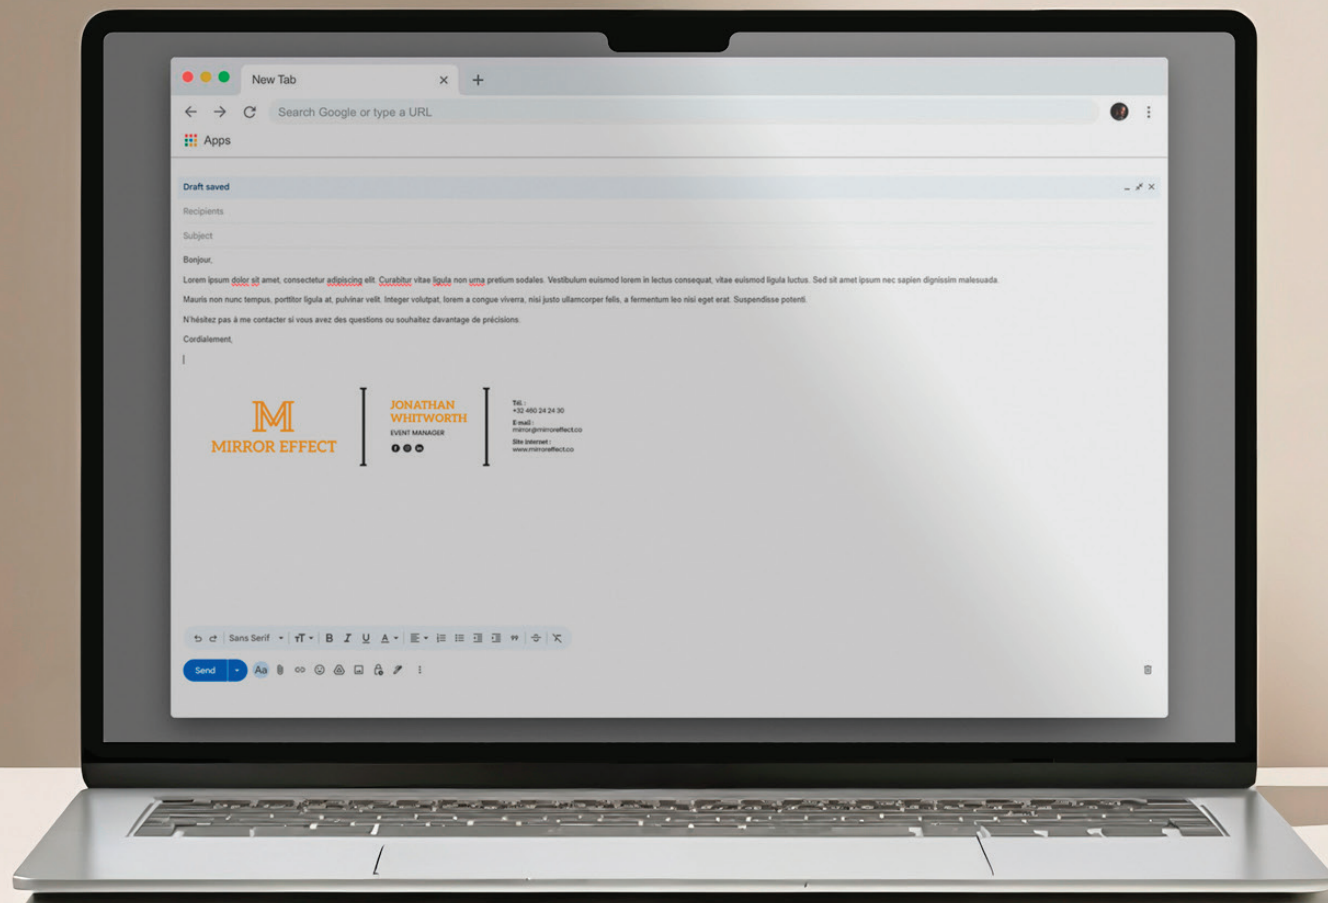 New Tab
Search Google or type a URL
Apps
Draft saved
Recipients
Subject
Bonjour,
Lorem ipsum dolor sit amet, consectetur adipiscing elit. Curabitur vitae ligula non urna pretium sodales. Vestibulum euismod lorem in lectus consequat, vitae euismod ligula luctus. Sed sit amet ipsum nec sapien dignissim malesuada.
Mauris non nunc tempus, porttitor ligula at, pulvinar velit. Integer volutpat, lorem a congue viverra, nisi justo ullamcorper felis, a fermentum leo nisi eget erat. Suspendisse potenti.
N'hésitez pas à me contacter si vous avez des questions ou souhaitez davantage de précisions.
Cordialement,
M
MIRROR EFFECT
JONATHAN
WHITWORTH
EVENT MANAGER
Tél. :
+32 460 24 24 30
E-mail :
mirror@mirroreffect.co
Site internet :
www.mirroreffect.co
Sans Serif
Send
Aa